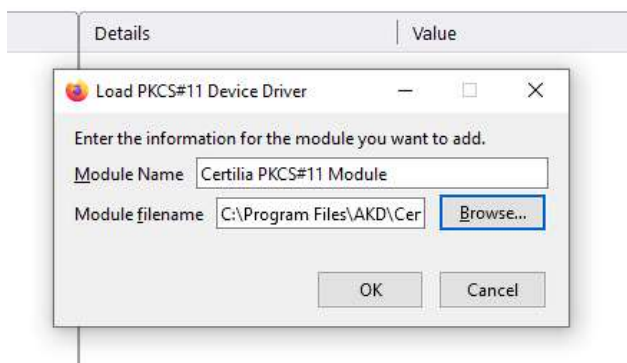 Details Value
Load PKCS#11 Device Driver
Enter the information for the module you want to add.
Module Name Certilia PKCS#11 Module
Module filename C:\Program Files\AKD\Cer Browse...
OK Cancel